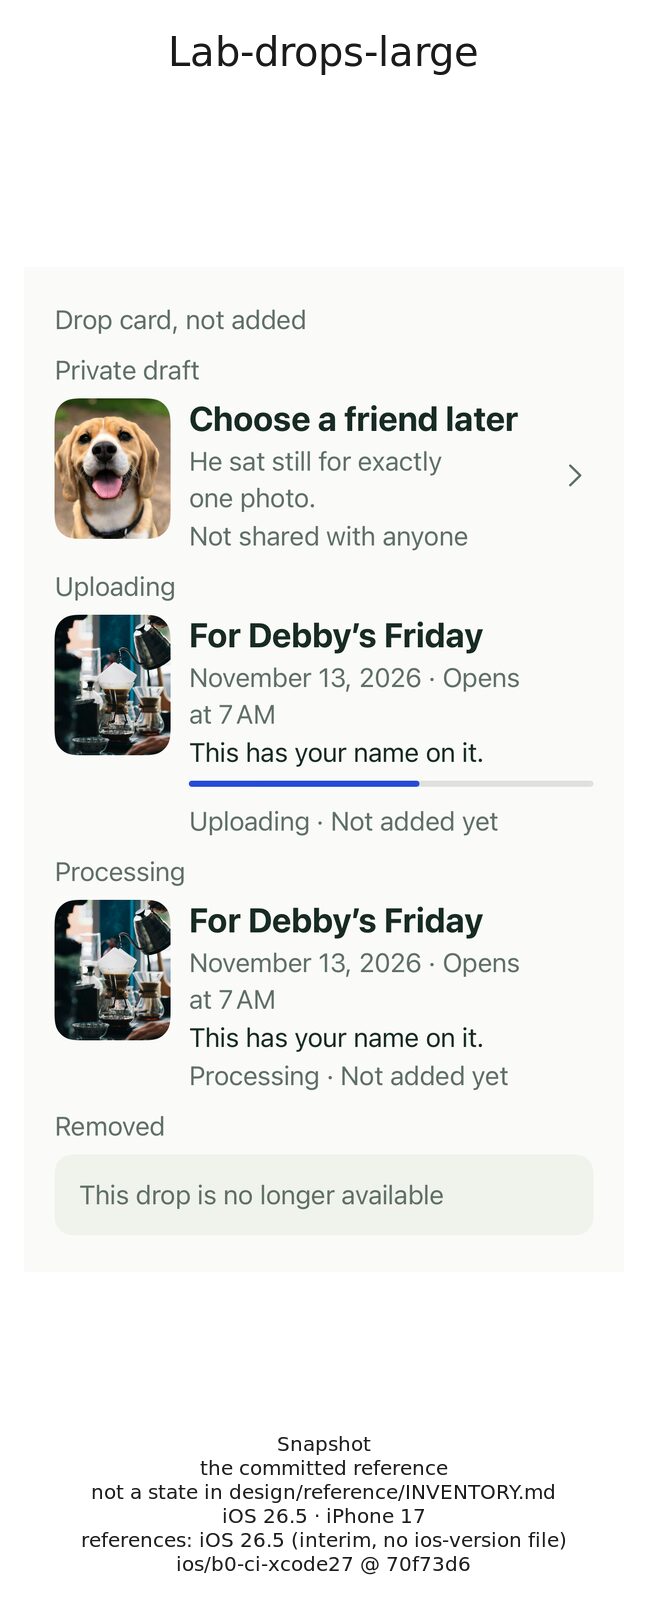 Lab-drops-large
Drop card, not added
Private draft
Choose a friend later
He sat still for exactly
one photo.
Not shared with anyone
Uploading
For Debby’s Friday
November 13, 2026 · Opens
at 7 AM
This has your name on it.
Uploading · Not added yet
Processing
For Debby’s Friday
November 13, 2026 · Opens
at 7 AM
This has your name on it.
Processing · Not added yet
Removed
This drop is no longer available
Snapshot
the committed reference
not a state in design/reference/INVENTORY.md
iOS 26.5 · iPhone 17
references: iOS 26.5 (interim, no ios-version file)
ios/b0-ci-xcode27 @ 70f73d6